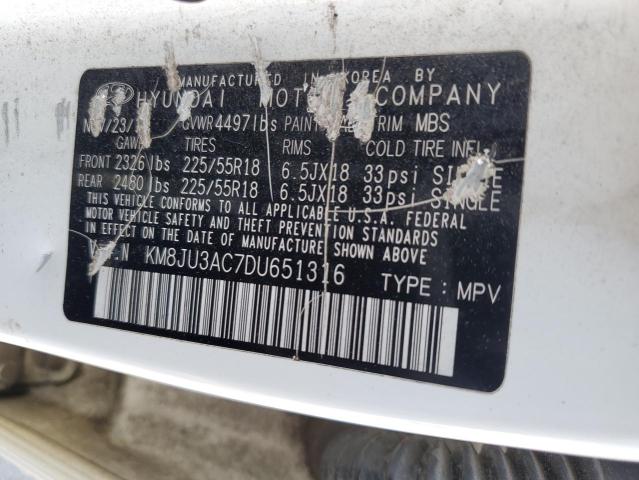 MANUFACTURED IN KOREA BY
HYUNDAI MOTOR COMPANY
NOV/23/ GVWR 4497lbs PAINT TRIM MBS
GAWR TIRES RIMS COLD TIRE INFL.
FRONT 2326lbs 225/55R18 6.5JX18 33psi SINGLE
REAR 2480lbs 225/55R18 6.5JX18 33psi SINGLE
THIS VEHICLE CONFORMS TO ALL APPLICABLE U.S.A. FEDERAL
MOTOR VEHICLE SAFETY AND THEFT PREVENTION STANDARDS
IN EFFECT ON THE DATE OF MANUFACTURE SHOWN ABOVE.
V.I.N KM8JU3AC7DU651316 TYPE : MPV